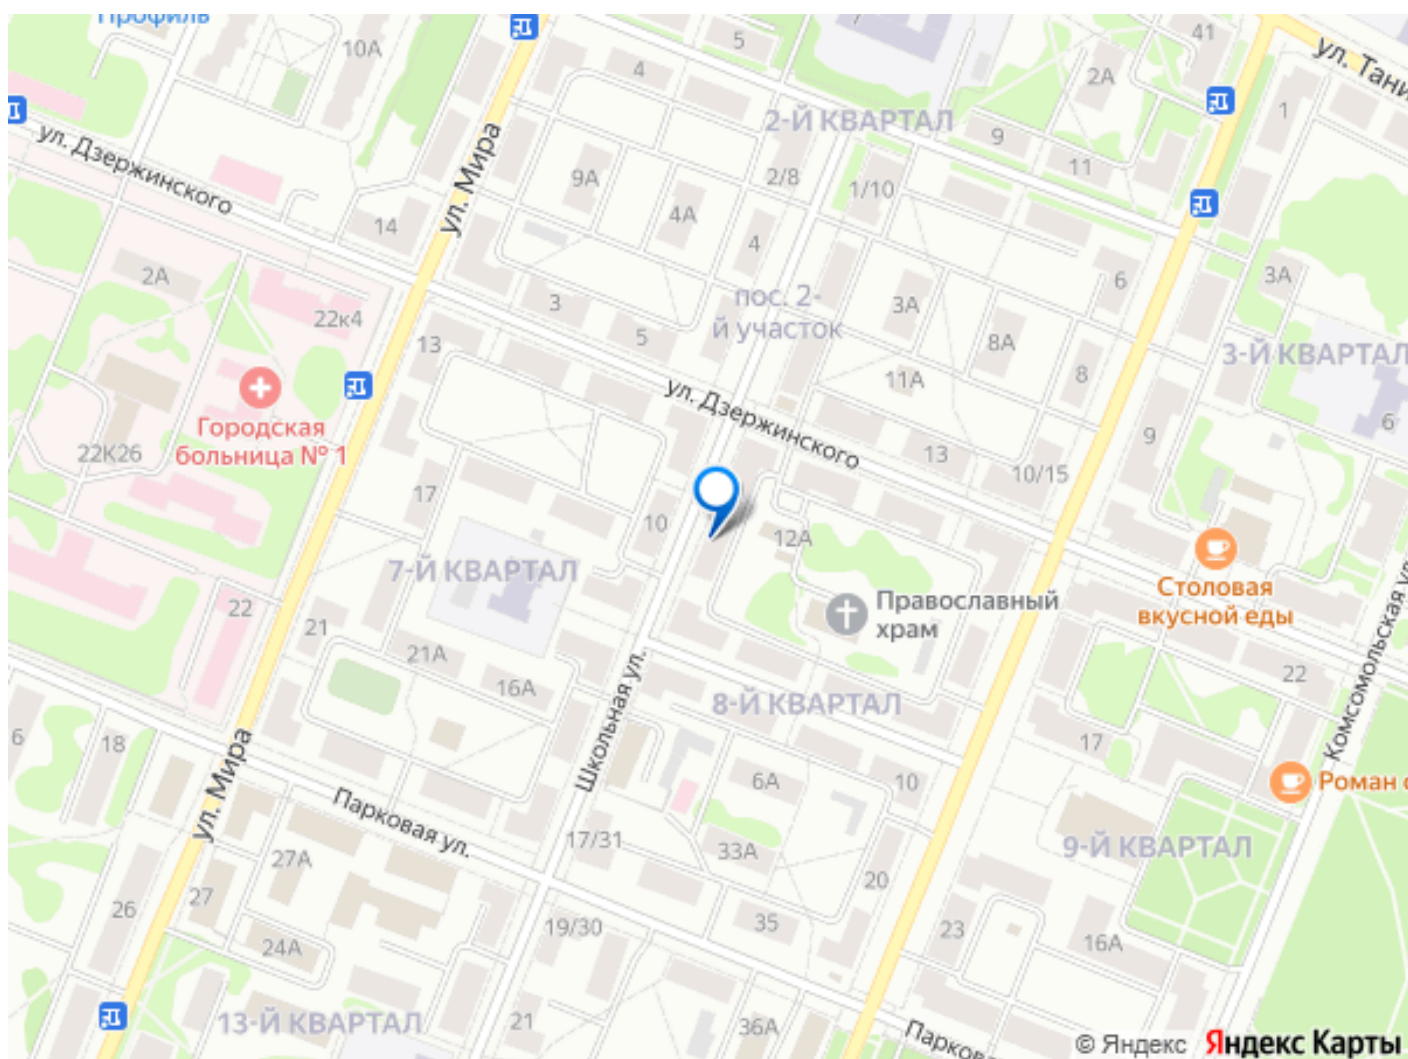 Профиль
10А
5
4
41
ул. Тани
2А
1
2-Й КВАРТАЛ
9
11
ул. Дзержинского
ул. Мира
9А
2/8
1/10
4А
14
4
2А
3А
6
22к4
3
5
пос. 2-
й участок
3А
8А
13
3-Й КВАРТАЛ
11А
8
6
Городская
больница № 1
22К26
ул. Дзержинского
9
13
10/15
17
10
12А
7-Й КВАРТАЛ
Столовая
вкусной еды
22
21
Православный
храм
21А
16А
8-Й КВАРТАЛ
22
Комсомольская ул.
Школьная ул.
6
18
17
ул. Мира
6А
10
Роман
Парковая ул.
17/31
33А
9-Й КВАРТАЛ
27А
27
20
26
24А
19/30
35
23
16А
13-Й КВАРТАЛ
21
36А
Парковая
© Яндекс Яндекс Карты